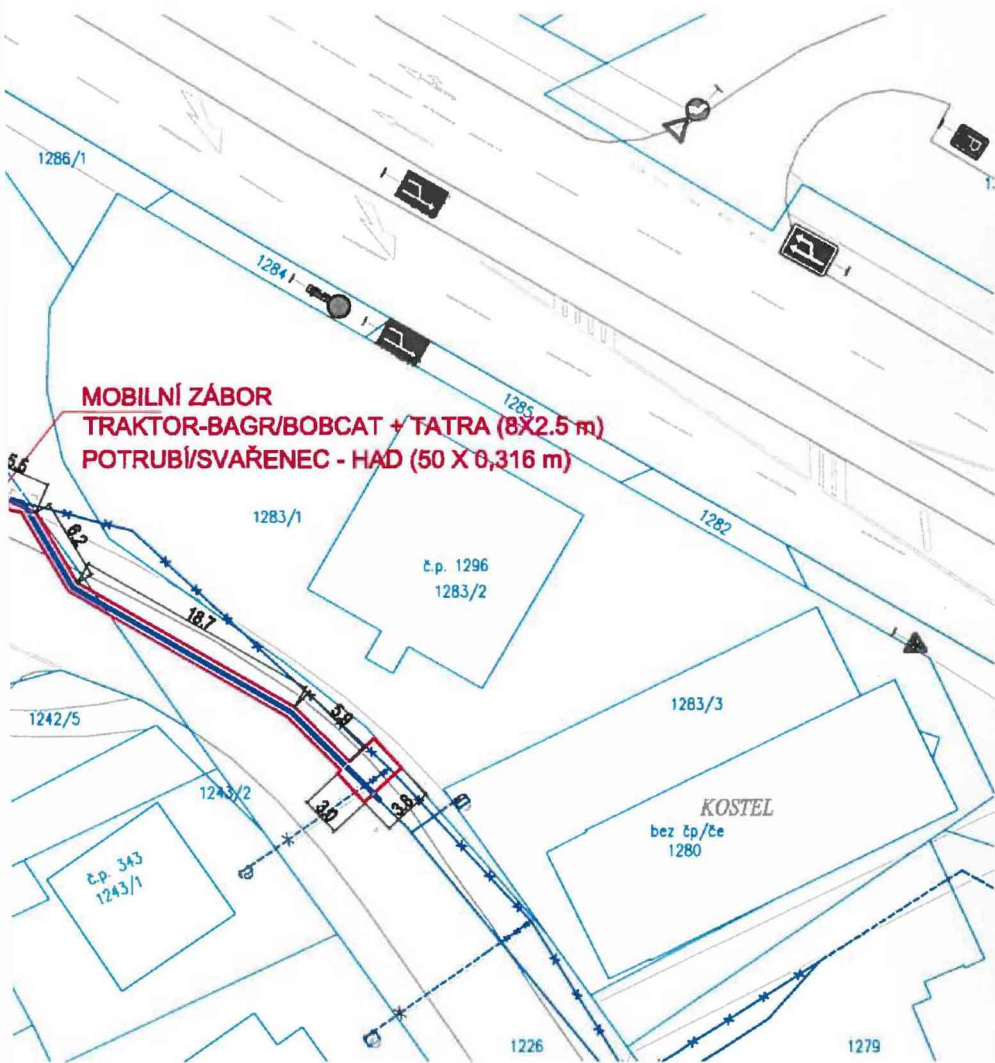 1286/1
1284
MOBILNÍ ZÁBOR
TRAKTOR-BAGR/BOBCAT + TATRA (8X2.5 m)
POTRUBÍ/SVAŘENEC - HAD (50 X 0,316 m)
1285
5.5
6.2
1283/1
1282
č.p. 1296
1283/2
18.7
1242/5
5.9
1283/3
1243/2
3.0
3.8
KOSTEL
bez čp/če
1280
č.p. 343
1243/1
1226
1279
P